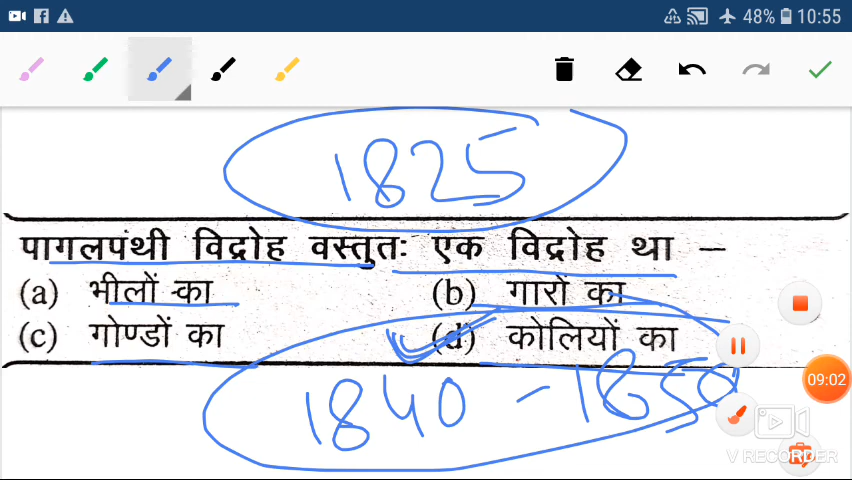 48% 10:55
1825
पागलपंथी विद्रोह वस्तुतः एक विद्रोह था –
(a) भीलों का (b) गारों का
(c) गोण्डों का (d) कोलियों का
09:02
1840 - 1850
V RECORDER